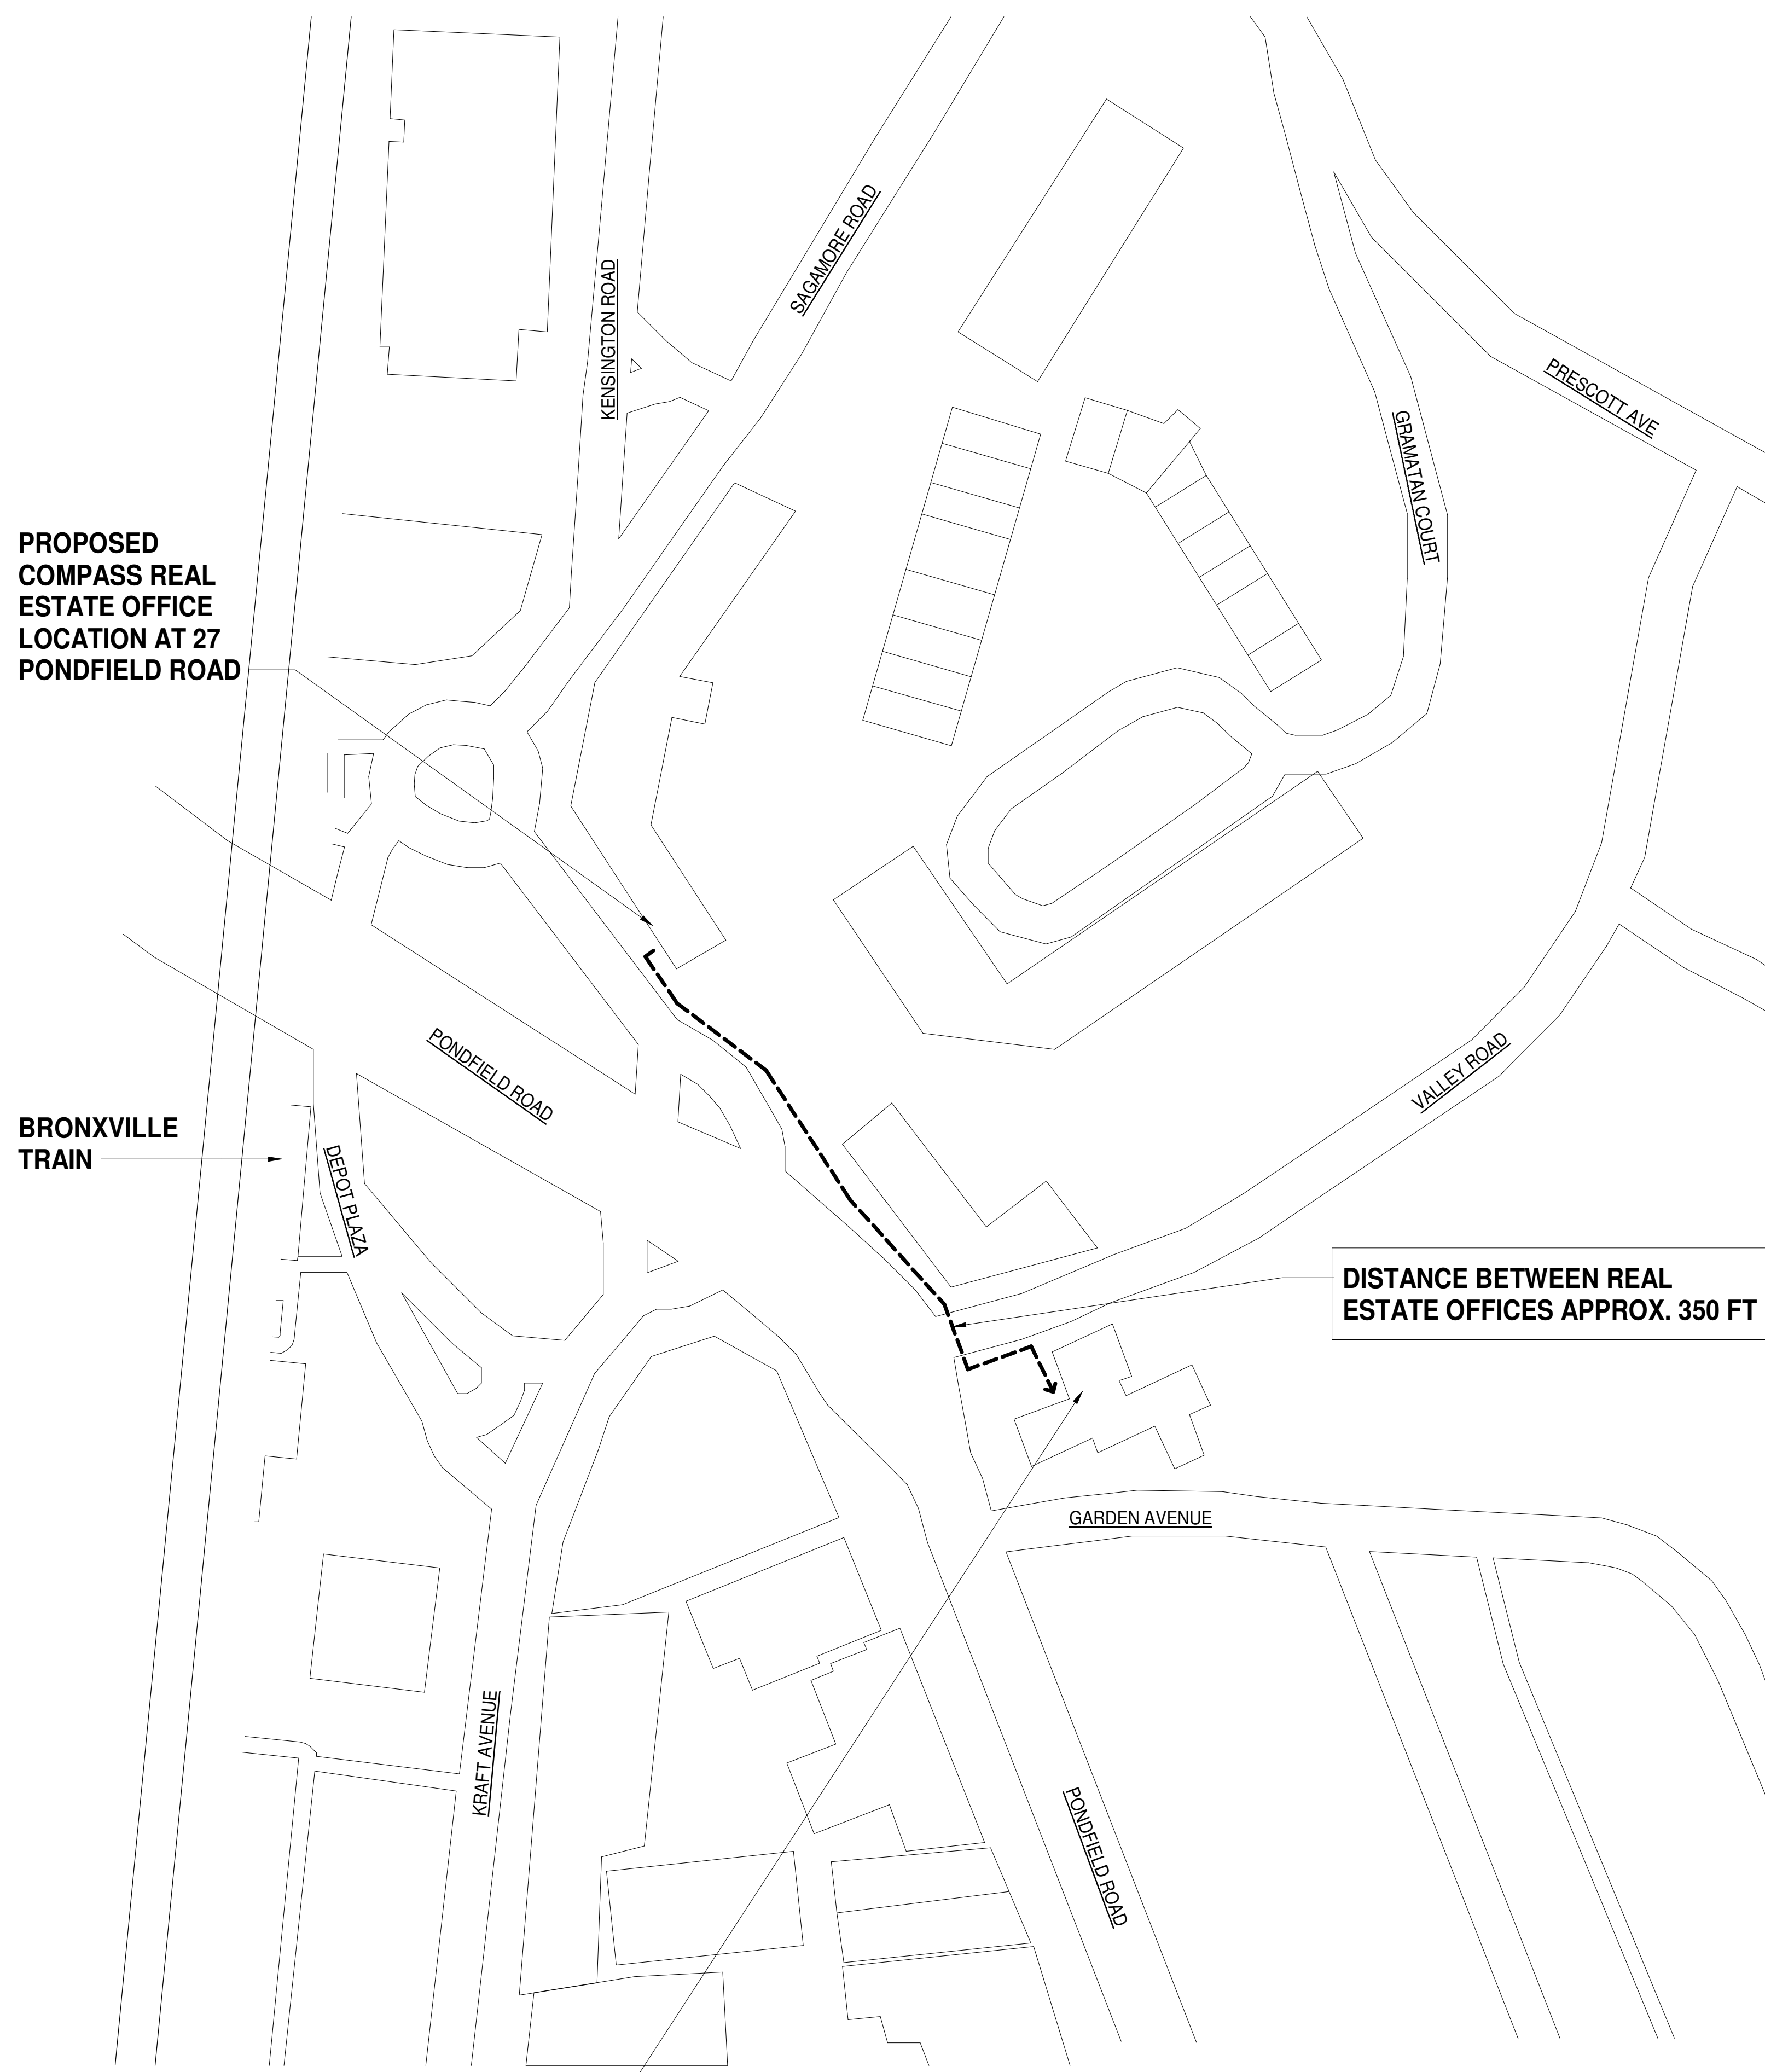 KENSINGTON ROAD
SAGAMORE ROAD
PRESCOTT AVE
GRAMATAN COURT
PROPOSED
COMPASS REAL
ESTATE OFFICE
LOCATION AT 27
PONDFIELD ROAD
PONDFIELD ROAD
VALLEY ROAD
BRONXVILLE
TRAIN
DEPOT PLAZA
DISTANCE BETWEEN REAL
ESTATE OFFICES APPROX. 350 FT
GARDEN AVENUE
KRAFT AVENUE
PONDFIELD ROAD